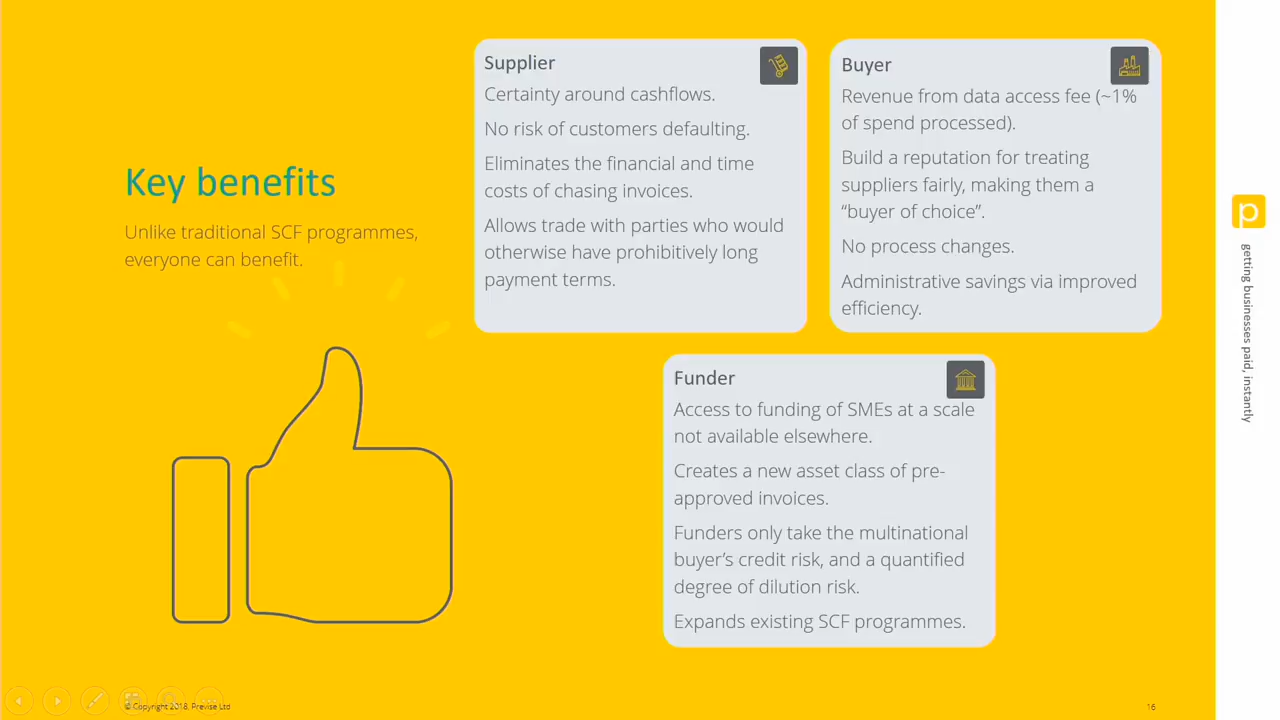 Key benefits
Unlike traditional SCF programmes,
everyone can benefit.
Supplier
Certainty around cashflows.
No risk of customers defaulting.
Eliminates the financial and time
costs of chasing invoices.
Allows trade with parties who would
otherwise have prohibitively long
payment terms.
Buyer
Revenue from data access fee (~1%
of spend processed).
Build a reputation for treating
suppliers fairly, making them a
“buyer of choice”.
No process changes.
Administrative savings via improved
efficiency.
Funder
Access to funding of SMEs at a scale
not available elsewhere.
Creates a new asset class of pre-
approved invoices.
Funders only take the multinational
buyer’s credit risk, and a quantified
degree of dilution risk.
Expands existing SCF programmes.
p
getting businesses paid, instantly
© Copyright 2018, Previse Ltd
16